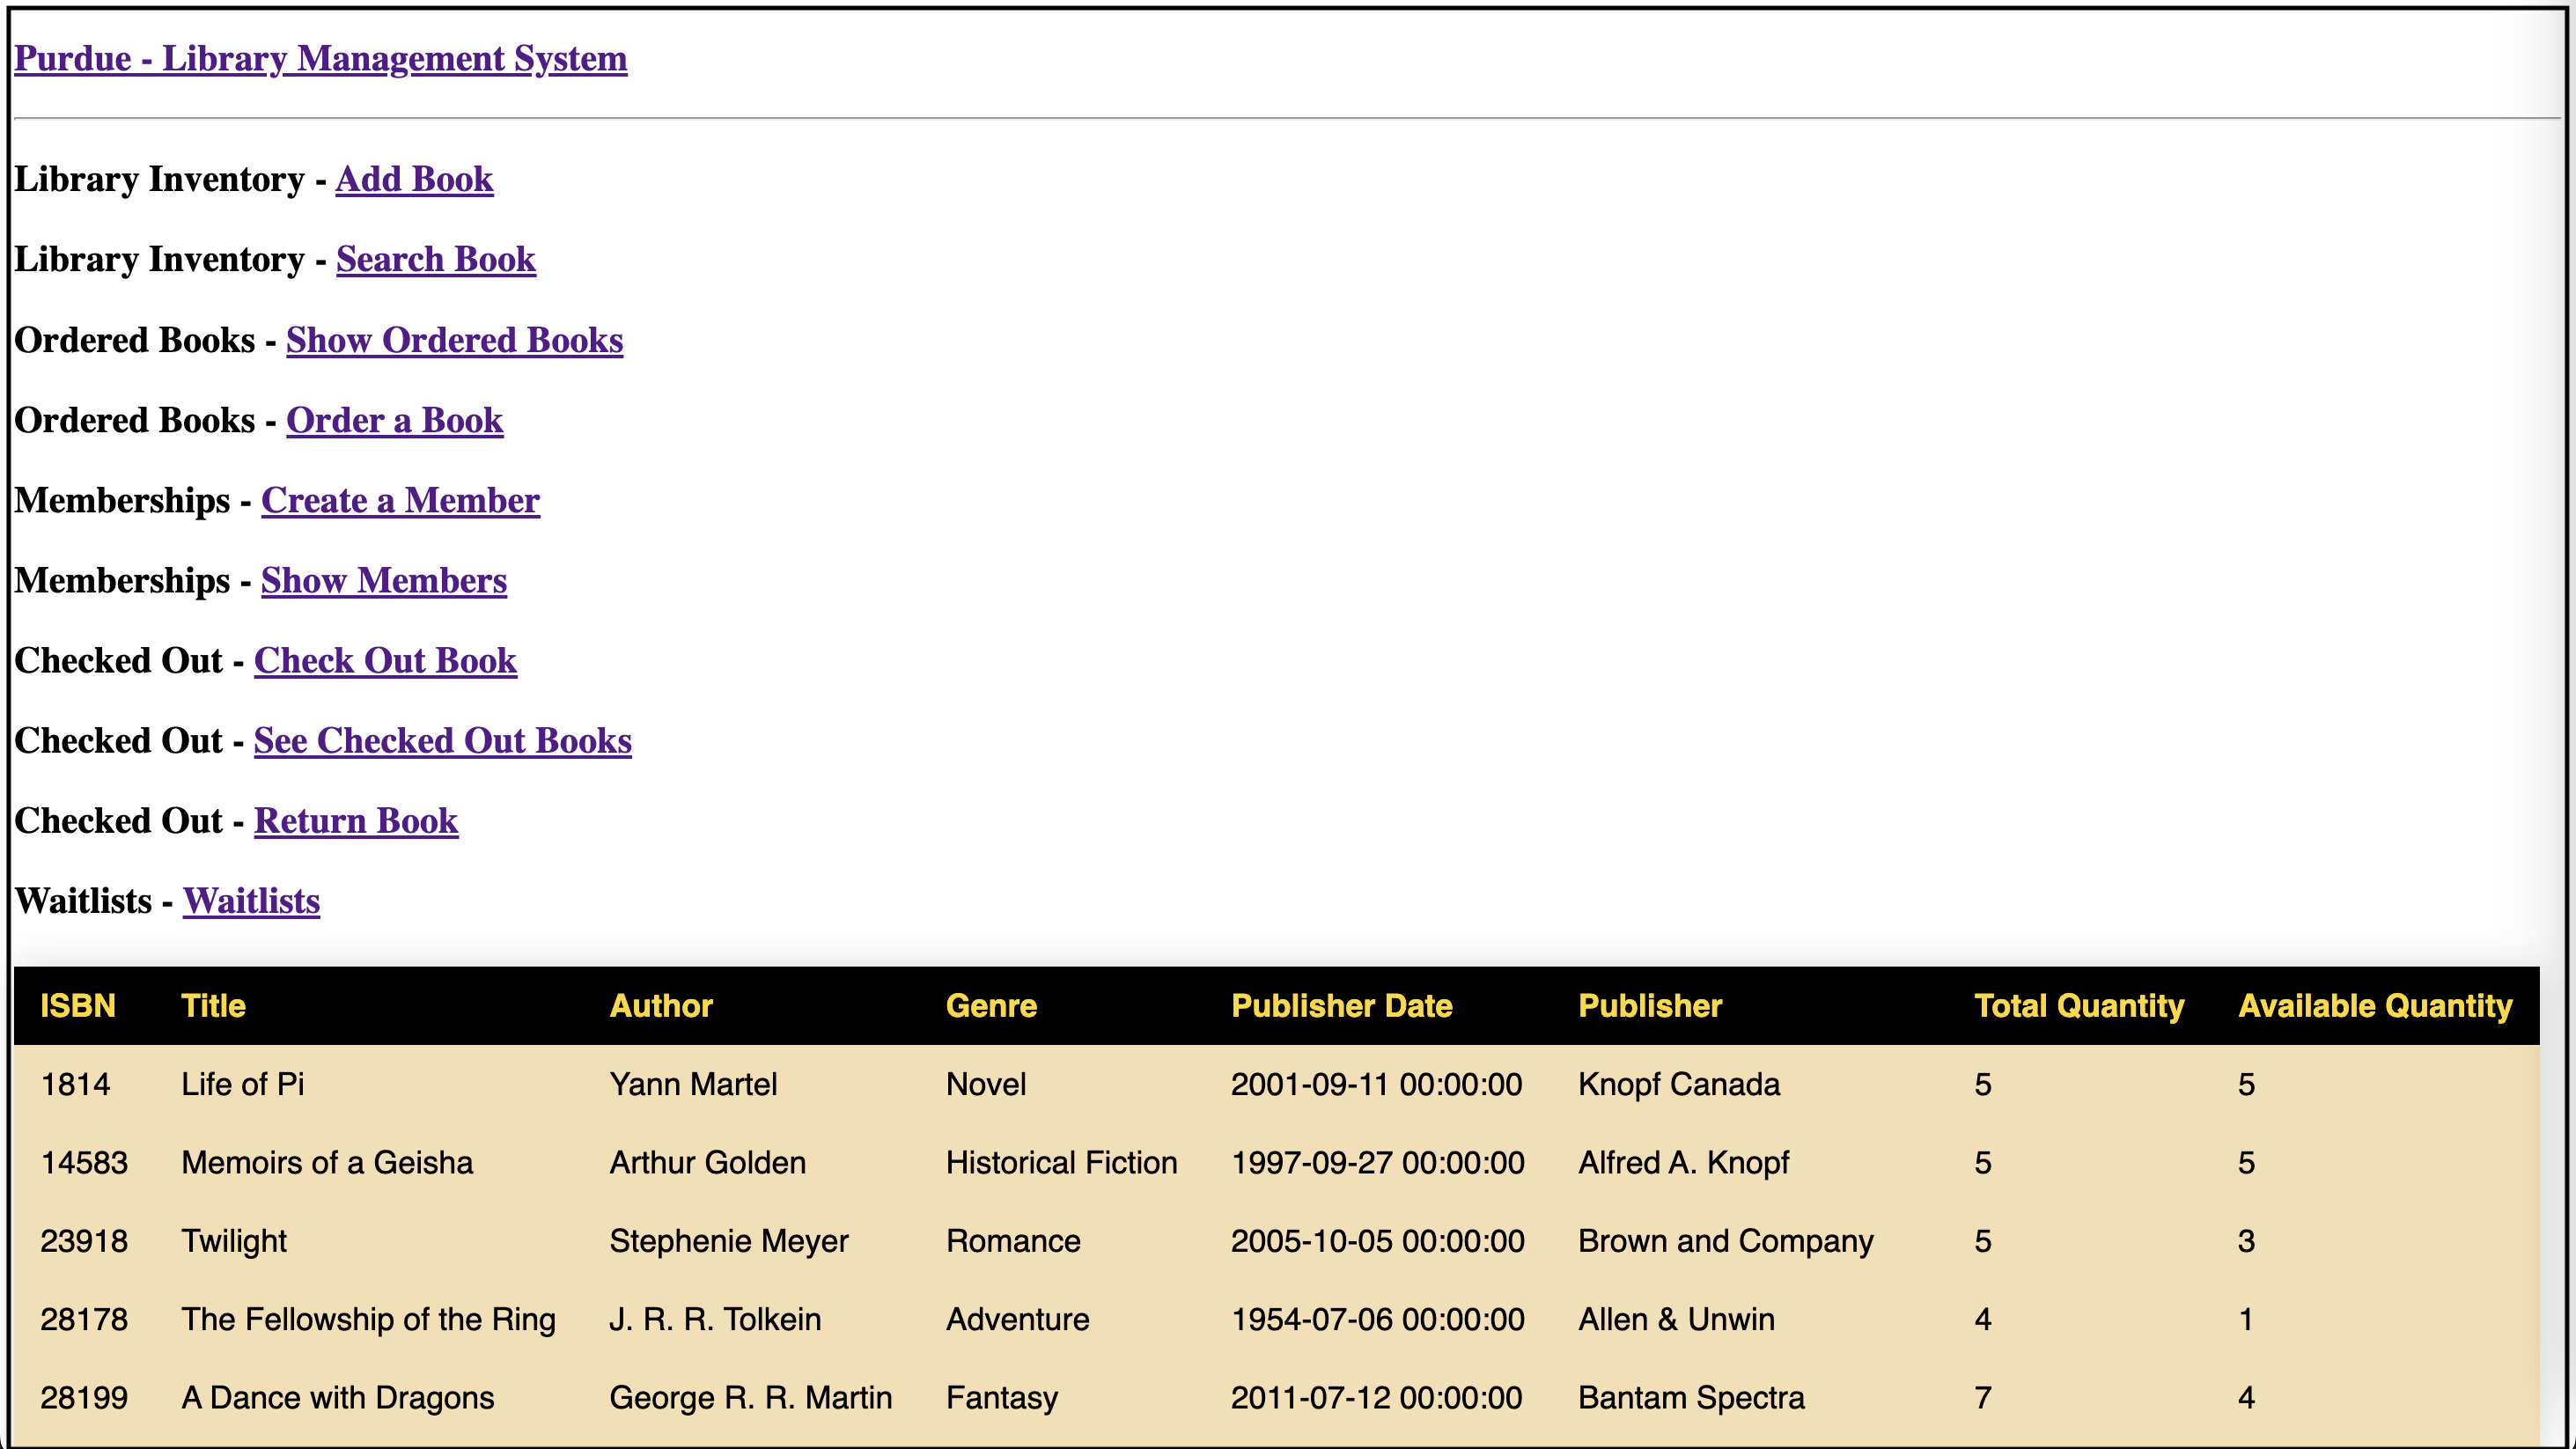 Purdue - Library Management System
Library Inventory - Add Book
Library Inventory - Search Book
Ordered Books - Show Ordered Books
Ordered Books - Order a Book
Memberships - Create a Member
Memberships - Show Members
Checked Out - Check Out Book
Checked Out - See Checked Out Books
Checked Out - Return Book
Waitlists - Waitlists
ISBN Title Author Genre Publisher Date Publisher Total Quantity Available Quantity
1814 Life of Pi Yann Martel Novel 2001-09-11 00:00:00 Knopf Canada 5 5
14583 Memoirs of a Geisha Arthur Golden Historical Fiction 1997-09-27 00:00:00 Alfred A. Knopf 5 5
23918 Twilight Stephenie Meyer Romance 2005-10-05 00:00:00 Brown and Company 5 3
28178 The Fellowship of the Ring J. R. R. Tolkein Adventure 1954-07-06 00:00:00 Allen & Unwin 4 1
28199 A Dance with Dragons George R. R. Martin Fantasy 2011-07-12 00:00:00 Bantam Spectra 7 4